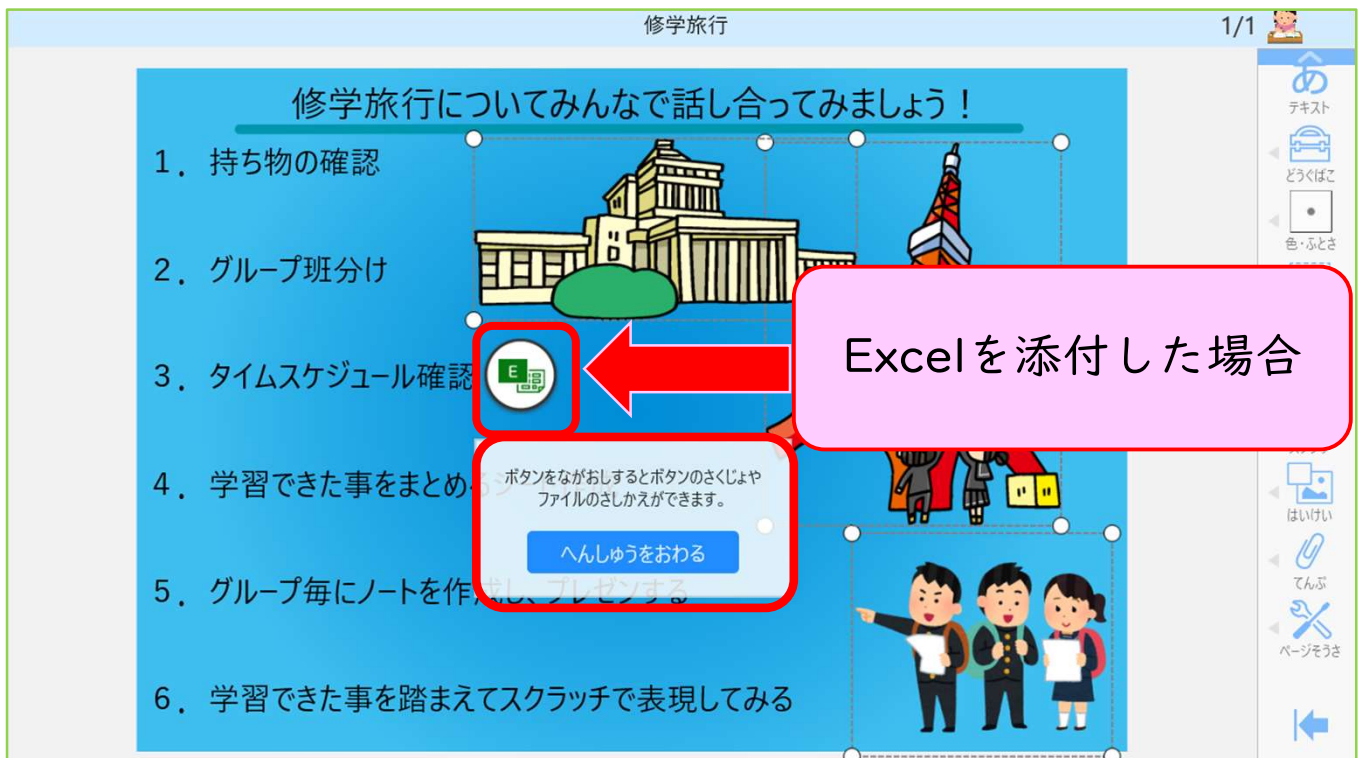 修学旅行
1/1
修学旅行についてみんなで話し合ってみましょう！
1．持ち物の確認
2．グループ班分け
3．タイムスケジュール確認
E
Excelを添付した場合
4．学習できた事をまとめる
ボタンをながおしするとボタンのさくじょや
ファイルのさしかえができます。
へんしゅうをおわる
5．グループ毎にノートを作成し、プレゼンする
6．学習できた事を踏まえてスクラッチで表現してみる
あ
テキスト
どうぐばこ
色・ふとさ
はいけい
てんぷ
ページそうさ